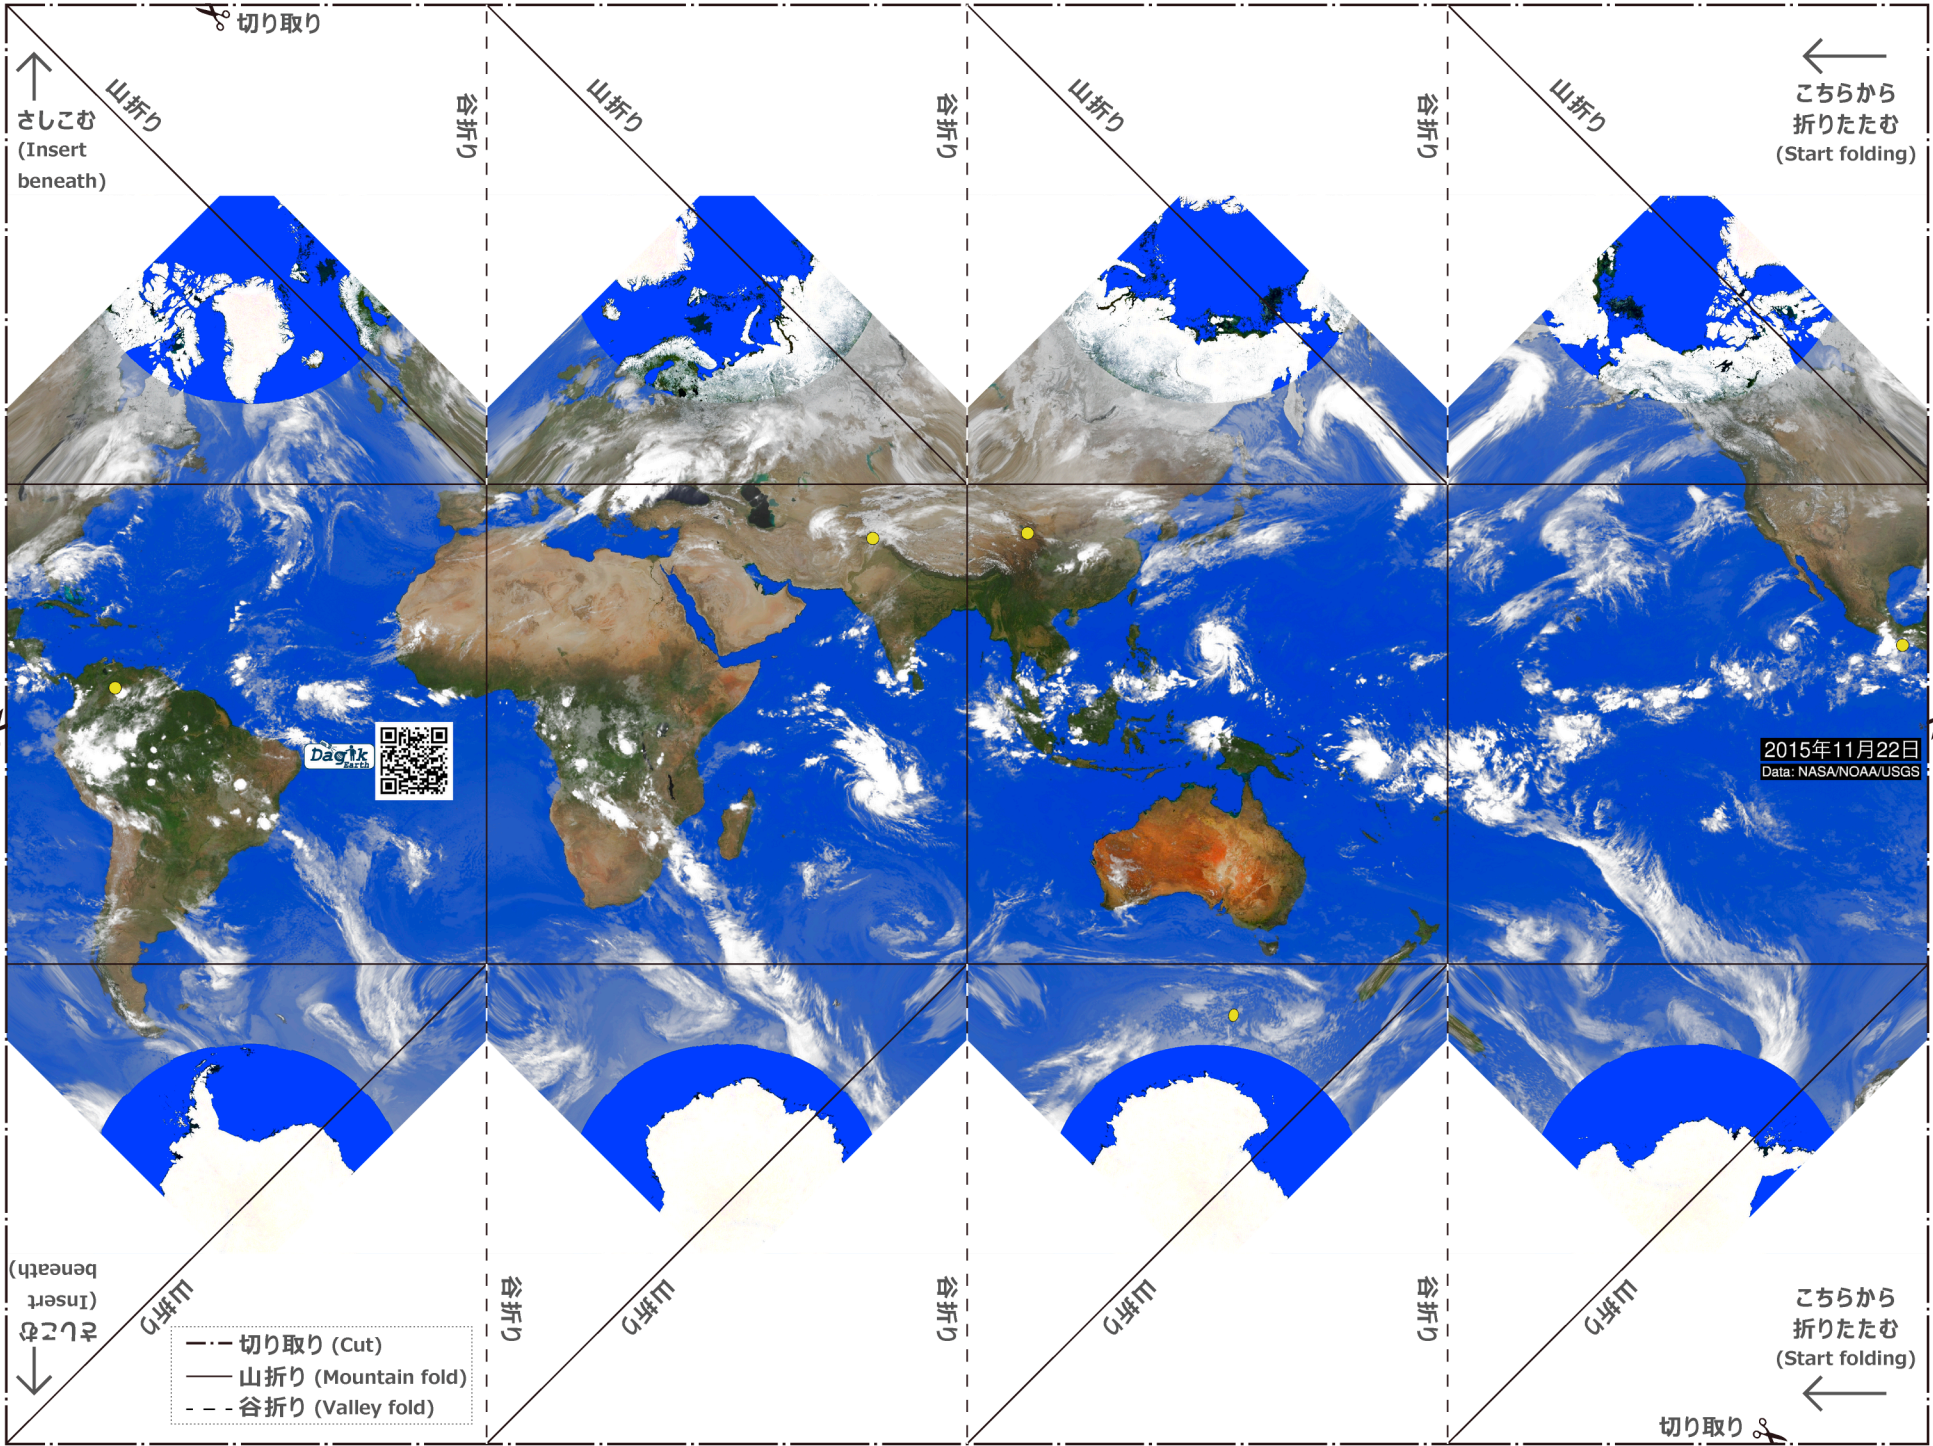 切り取り
さしこむ
(Insert
beneath)
山折り
谷折り
山折り
谷折り
山折り
谷折り
山折り
こちらから
折りたたむ
(Start folding)
Dagik
Earth
2015年11月22日
Data: NASA/NOAA/USGS
さしこむ
(Insert
beneath)
山折り
谷折り
山折り
谷折り
山折り
谷折り
山折り
こちらから
折りたたむ
(Start folding)
切り取り (Cut)
山折り (Mountain fold)
谷折り (Valley fold)
切り取り